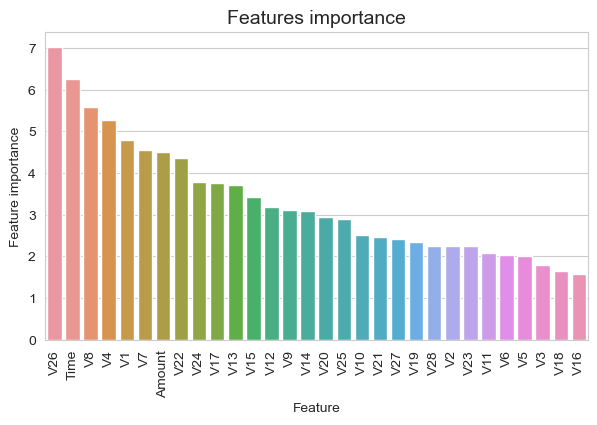 Features importance
Feature importance
7
6
5
4
3
2
1
0
V26 Time V8 V4 V1 V7 Amount V22 V24 V17 V13 V15 V12 V9 V14 V20 V25 V10 V21 V27 V19 V28 V2 V23 V11 V6 V5 V3 V18 V16
Feature